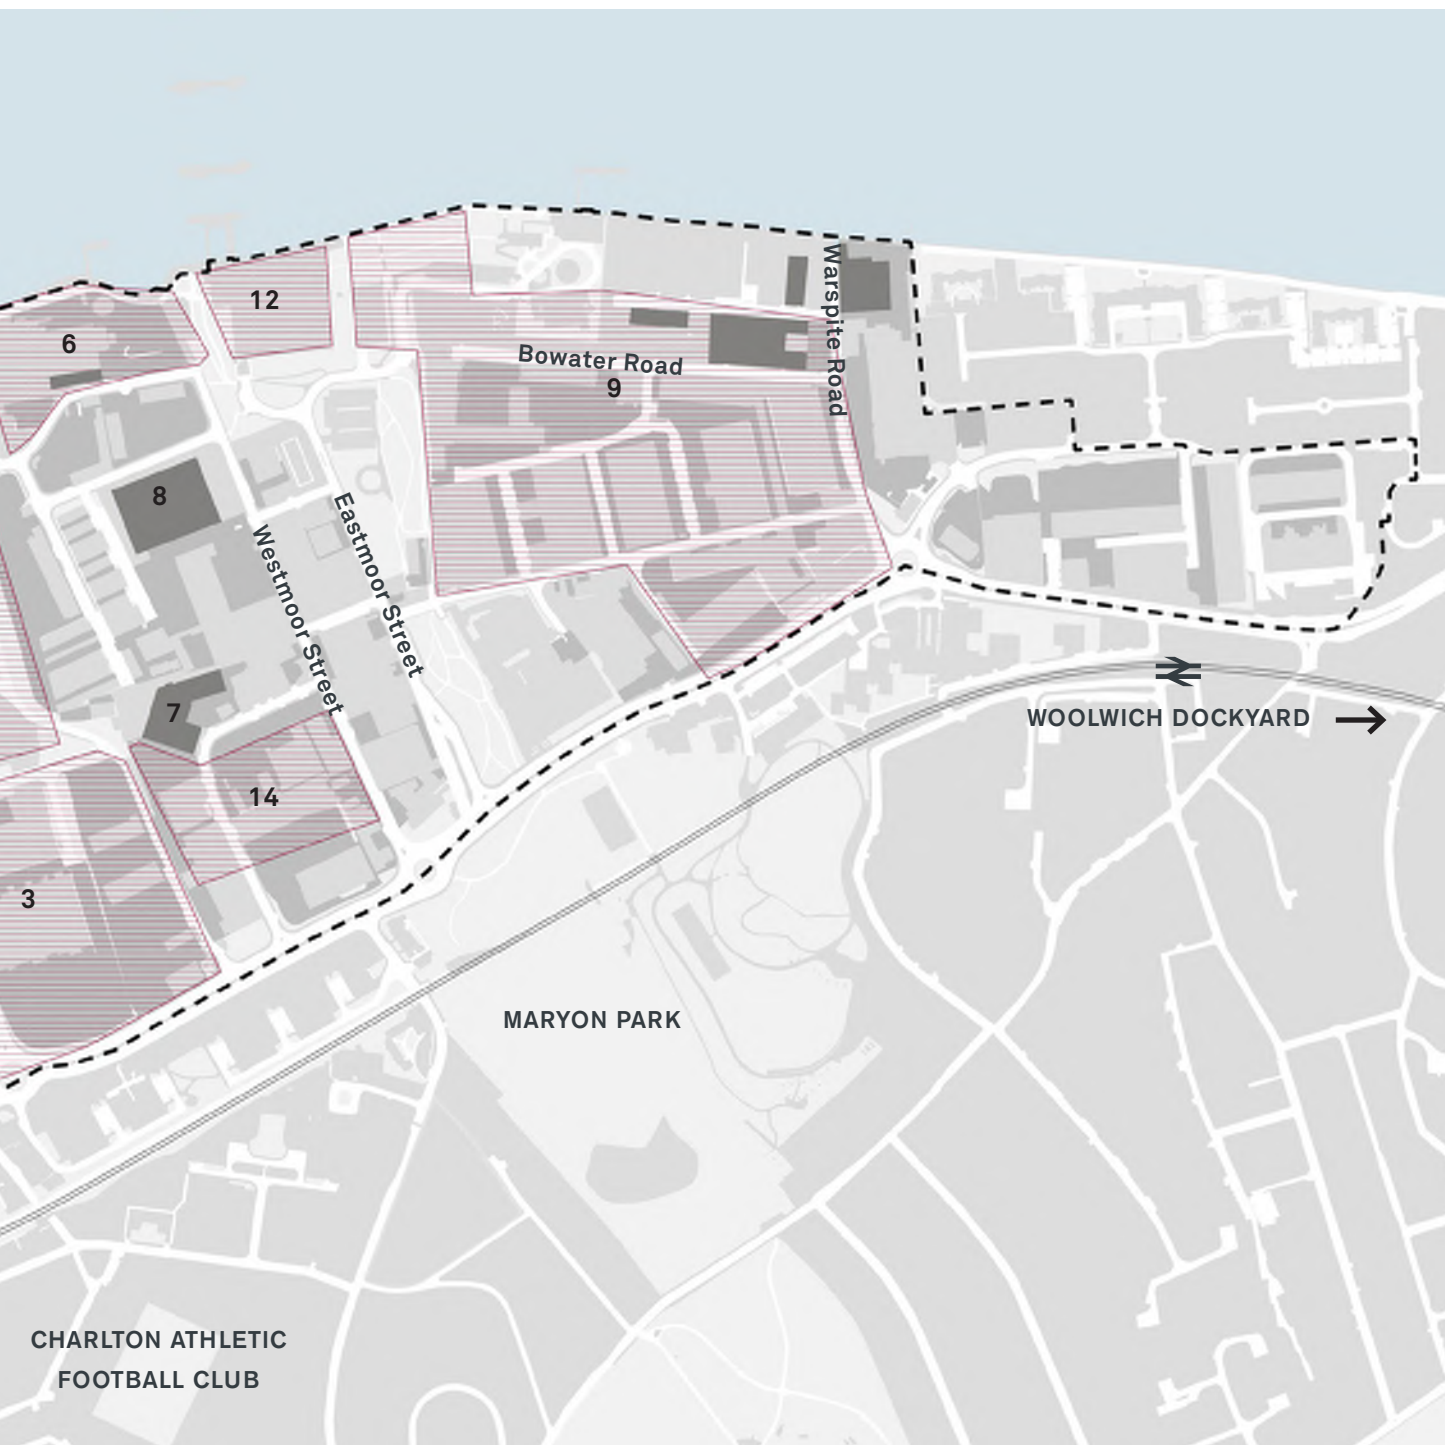 12
6
Warspite Road
Bowater Road
9
8
Eastmoor Street
Westmoor Street
7
WOOLWICH DOCKYARD
14
3
MARYON PARK
CHARLTON ATHLETIC
FOOTBALL CLUB